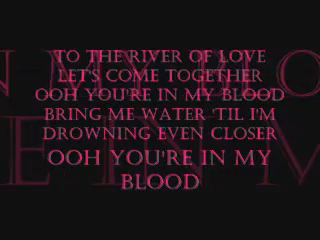 TO THE RIVER OF LOVE
LET'S COME TOGETHER
OOH YOU'RE IN MY BLOOD
BRING ME WATER 'TIL I'M
DROWNING EVEN CLOSER
OOH YOU'RE IN MY
BLOOD